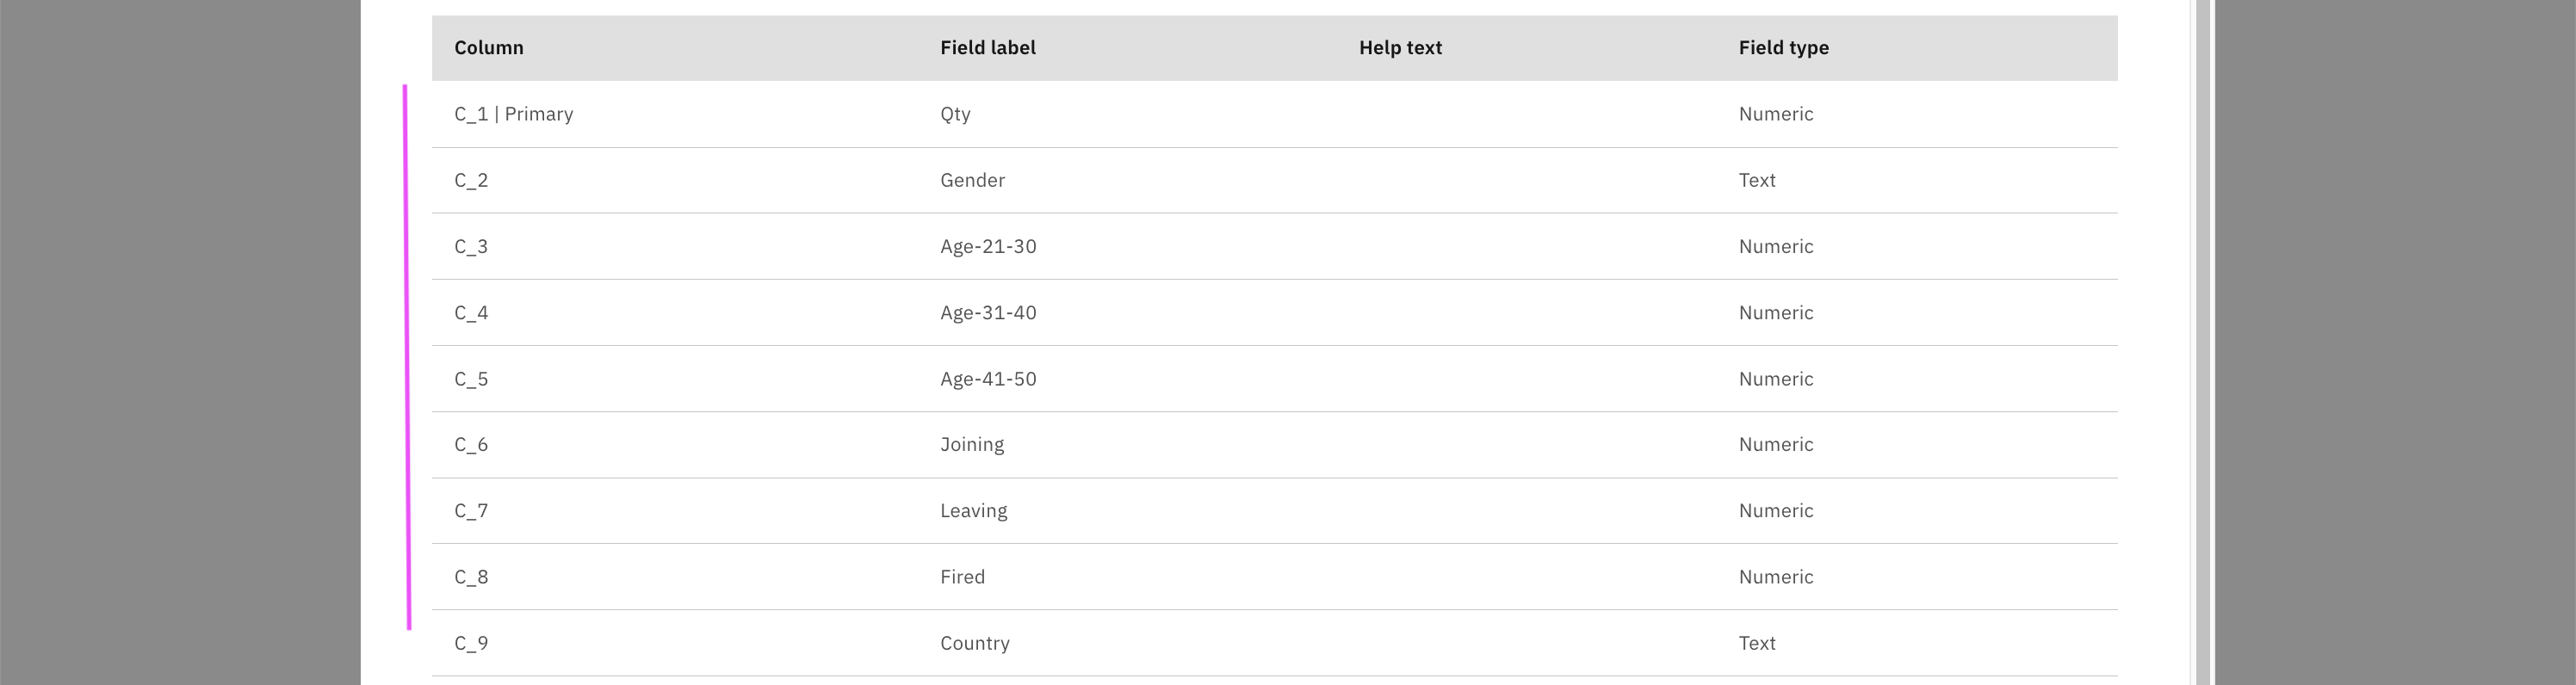 Column Field label Help text Field type
C_1 | Primary Qty Numeric
C_2 Gender Text
C_3 Age-21-30 Numeric
C_4 Age-31-40 Numeric
C_5 Age-41-50 Numeric
C_6 Joining Numeric
C_7 Leaving Numeric
C_8 Fired Numeric
C_9 Country Text